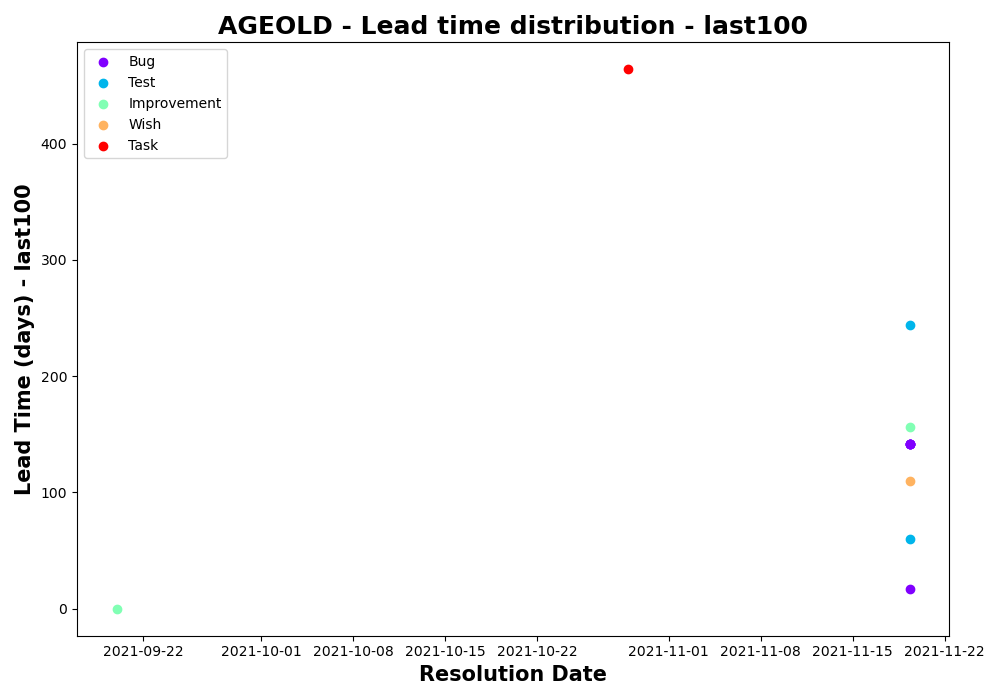 AGEOLD - Lead time distribution - last100
Bug
Test
Improvement
Wish
Task
400
300
200
100
0
Lead Time (days) - last100
2021-09-22 2021-10-01 2021-10-08 2021-10-15 2021-10-22 2021-11-01 2021-11-08 2021-11-15 2021-11-22
Resolution Date